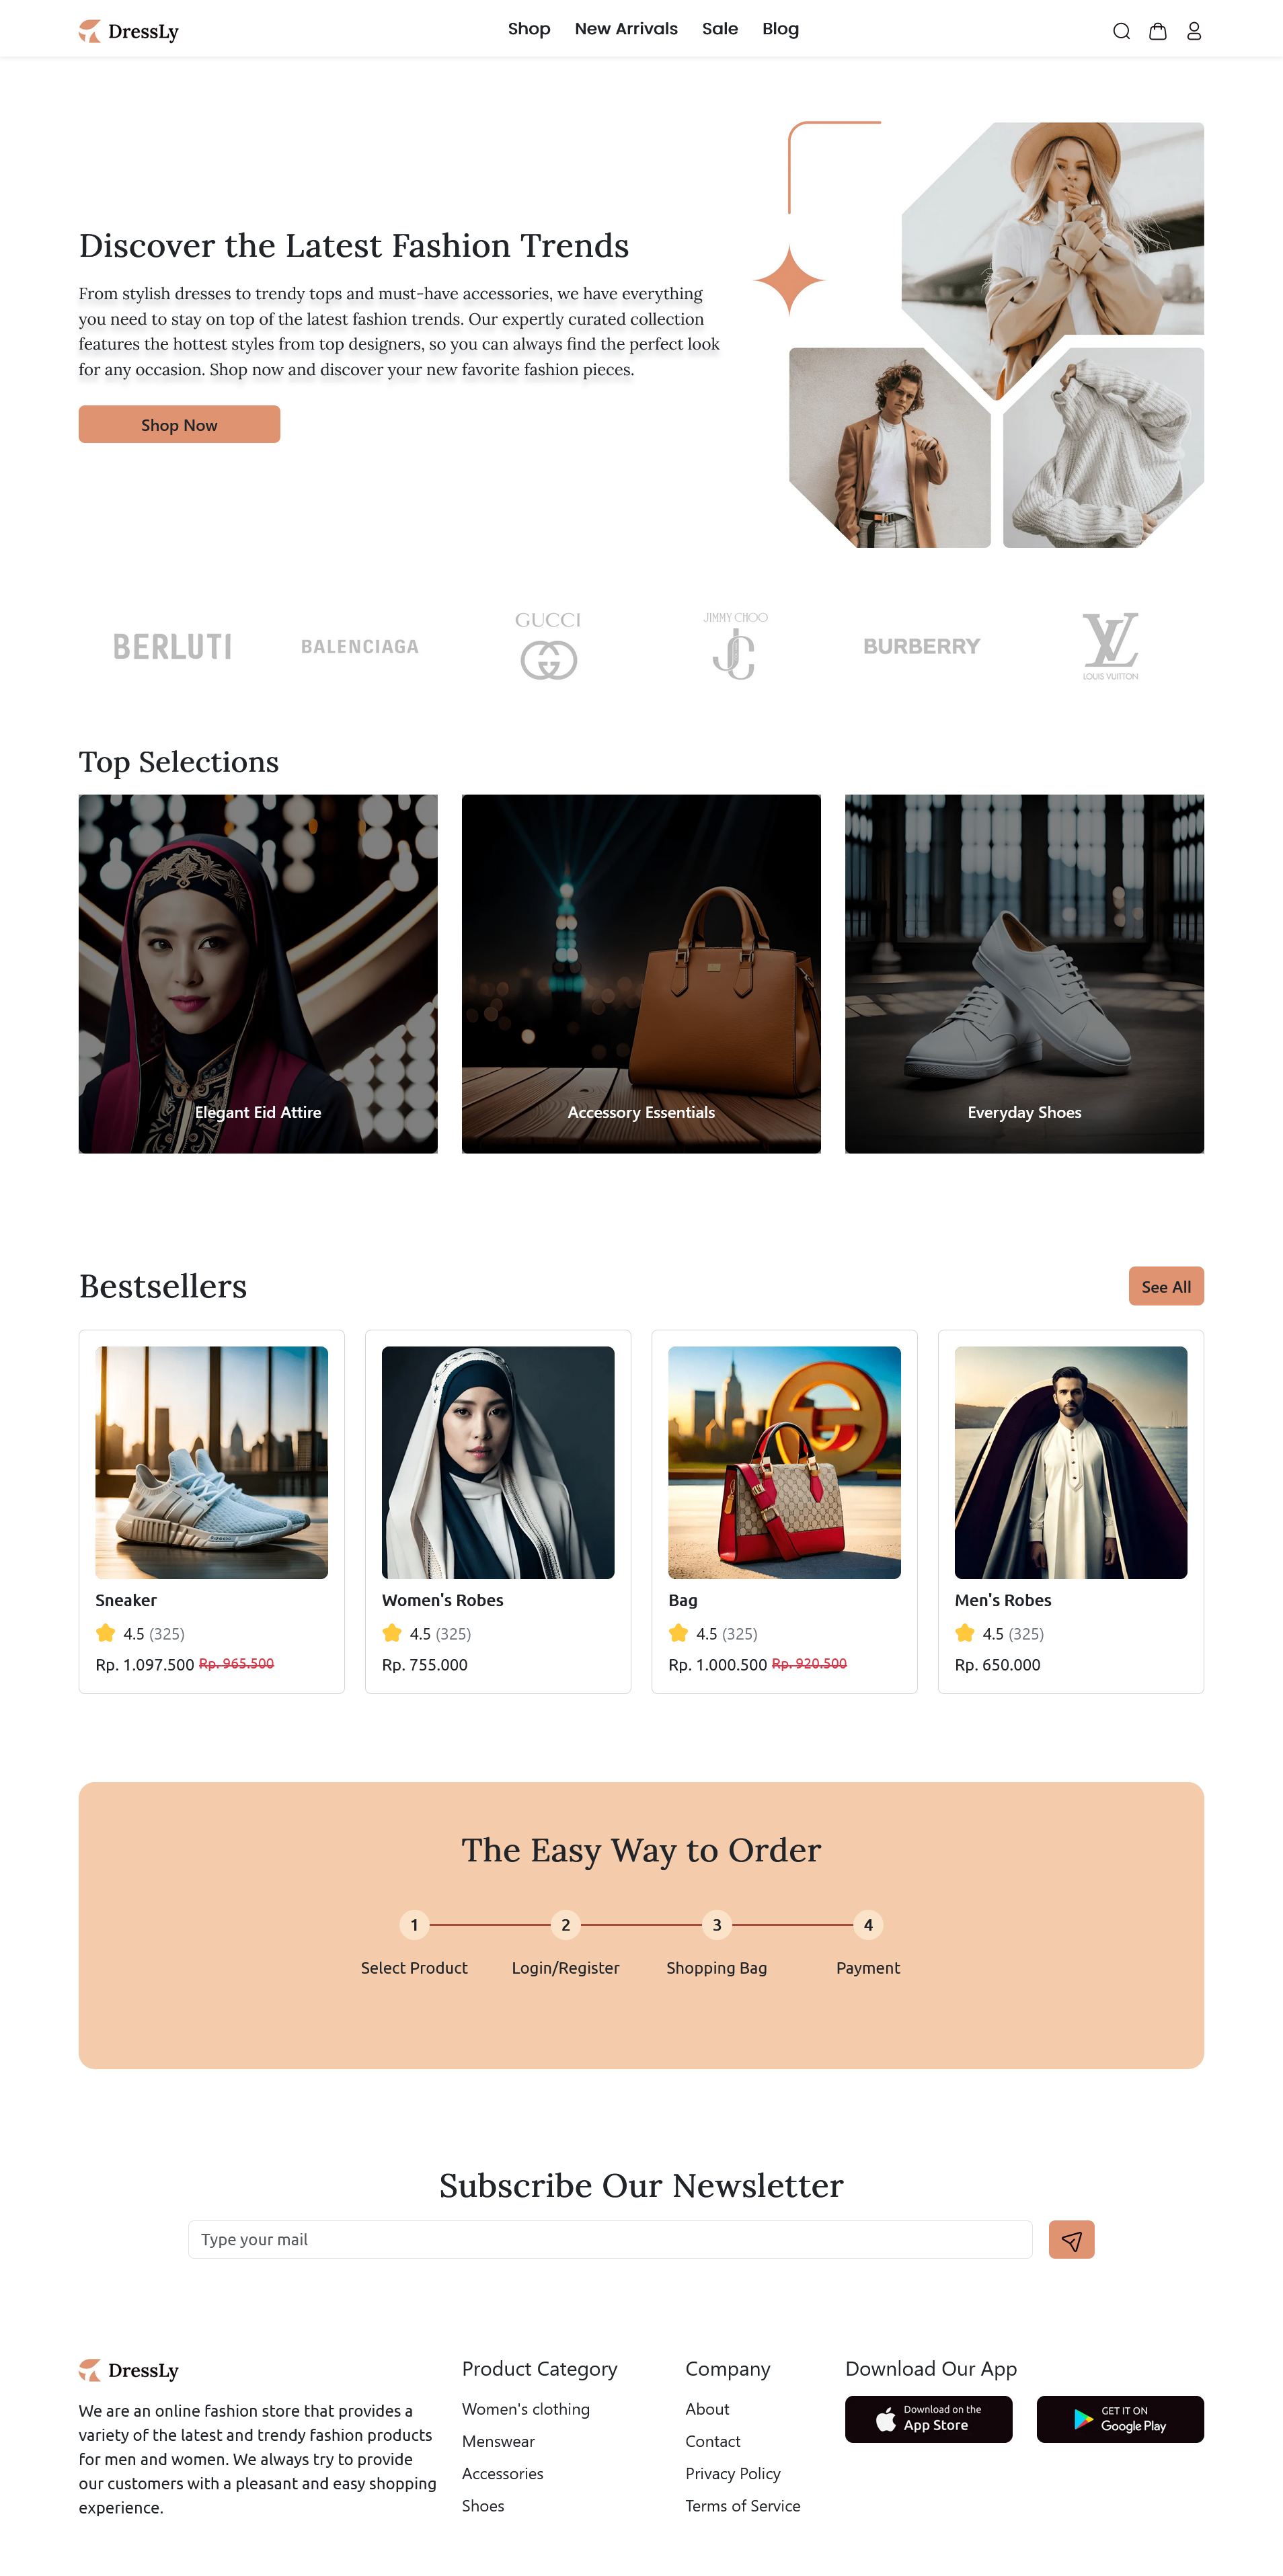 DressLy
Shop New Arrivals Sale Blog
Discover the Latest Fashion Trends
From stylish dresses to trendy tops and must-have accessories, we have everything
you need to stay on top of the latest fashion trends. Our expertly curated collection
features the hottest styles from top designers, so you can always find the perfect look
for any occasion. Shop now and discover your new favorite fashion pieces.
Shop Now
BERLUTI
BALENCIAGA
GUCCI
JIMMY CHOO
JC
BURBERRY
LV
LOUIS VUITTON
Top Selections
Elegant Eid Attire
Accessory Essentials
Everyday Shoes
Bestsellers
See All
Sneaker
4.5 (325)
Rp. 1.097.500 Rp. 965.500
Women's Robes
4.5 (325)
Rp. 755.000
Bag
4.5 (325)
Rp. 1.000.500 Rp. 920.500
Men's Robes
4.5 (325)
Rp. 650.000
The Easy Way to Order
1 2 3 4
Select Product Login/Register Shopping Bag Payment
Subscribe Our Newsletter
Type your mail
DressLy
We are an online fashion store that provides a
variety of the latest and trendy fashion products
for men and women. We always try to provide
our customers with a pleasant and easy shopping
experience.
Product Category
Women's clothing
Menswear
Accessories
Shoes
Company
About
Contact
Privacy Policy
Terms of Service
Download Our App
Download on the
App Store
GET IT ON
Google Play